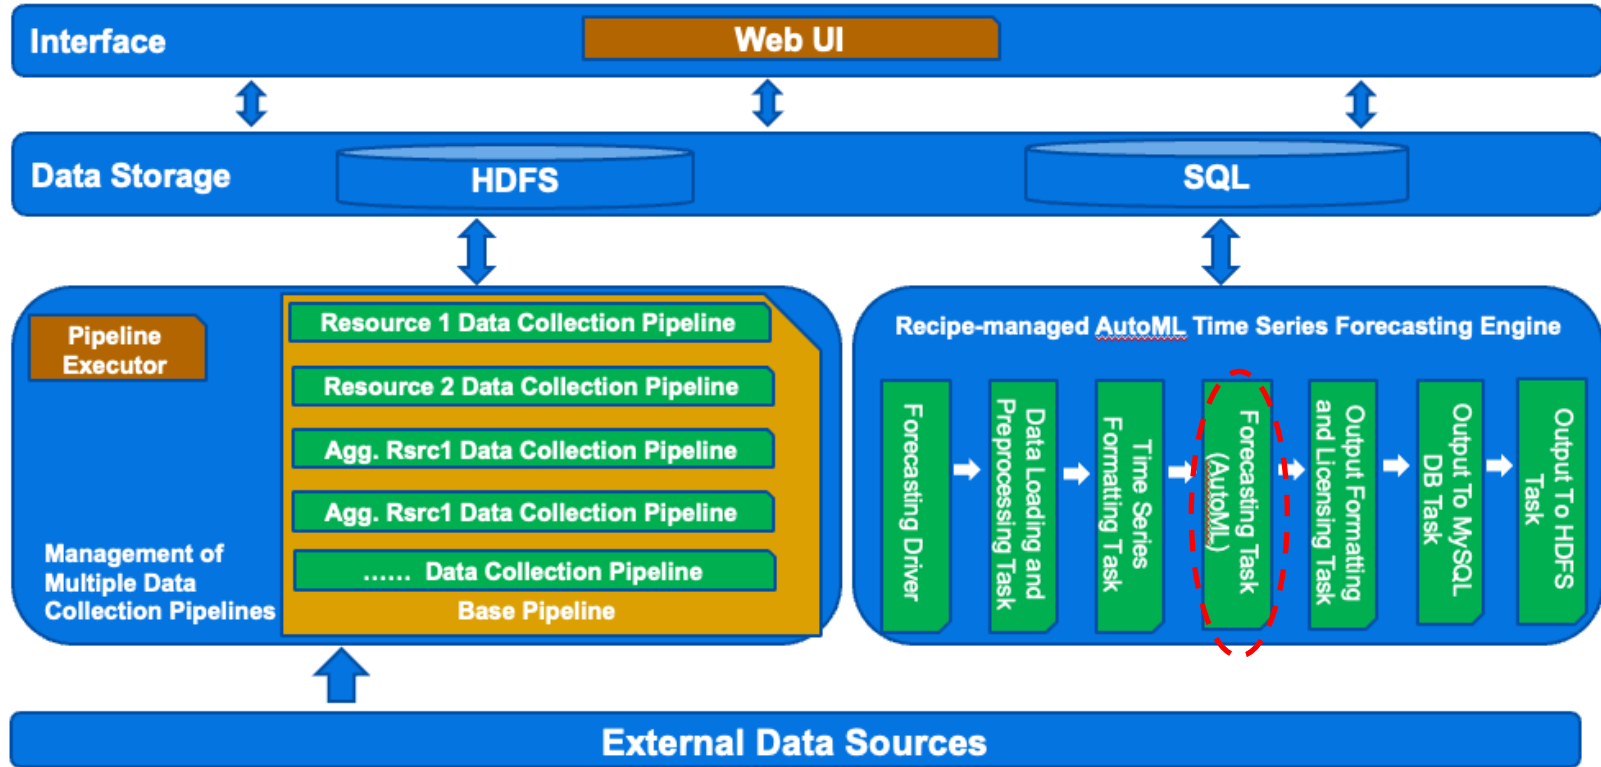 Interface
Web UI
Data Storage
HDFS
SQL
Pipeline
Executor
Resource 1 Data Collection Pipeline
Resource 2 Data Collection Pipeline
Agg. Rsrc1 Data Collection Pipeline
Agg. Rsrc1 Data Collection Pipeline
...... Data Collection Pipeline
Base Pipeline
Management of
Multiple Data
Collection Pipelines
Recipe-managed AutoML Time Series Forecasting Engine
Forecasting Driver
Data Loading and
Preprocessing Task
Time Series
Formatting Task
Forecasting Task
(AutoML)
Output Formatting
and Licensing Task
Output To MySQL
DB Task
Output To HDFS
Task
External Data Sources